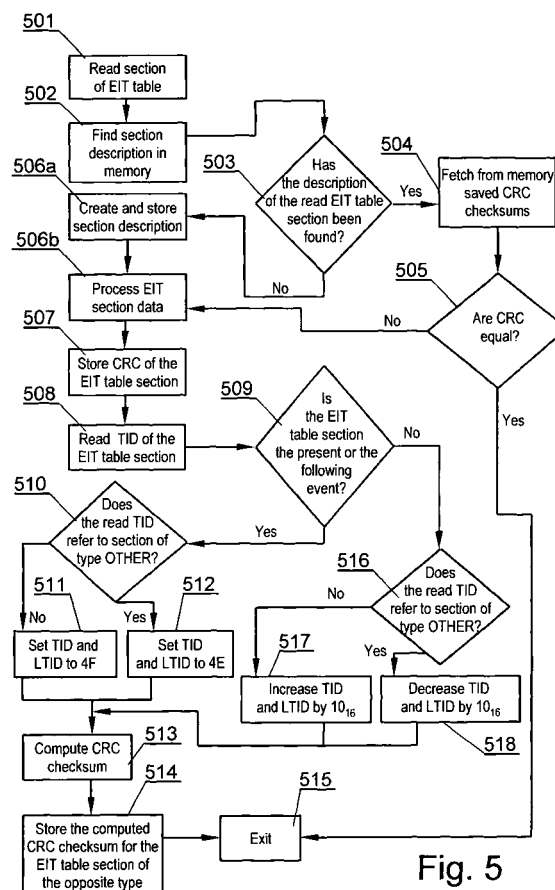 501
Read section
of EIT table
502
Find section
description in
memory
503
Has
the description
of the read EIT table
section been
found?
Yes
No
504
Fetch from memory
saved CRC
checksums
505
Are CRC
equal?
No
Yes
506a
Create and store
section description
506b
Process EIT
section data
507
Store CRC of the
EIT table section
508
Read TID of the
EIT table section
509
Is
the EIT
table section
the present or the
following
event?
No
Yes
510
Does
the read TID
refer to section of
type OTHER?
No
Yes
511
Set TID and
LTID to 4F
512
Set TID
and LTID to 4E
516
Does
the read TID
refer to section of
type OTHER?
No
Yes
517
Increase TID
and LTID by 10₁₆
Decrease TID
and LTID by 10₁₆
518
Compute CRC
checksum
513
514
Store the computed
CRC checksum for the
EIT table section of
the opposite type
515
Exit
Fig. 5